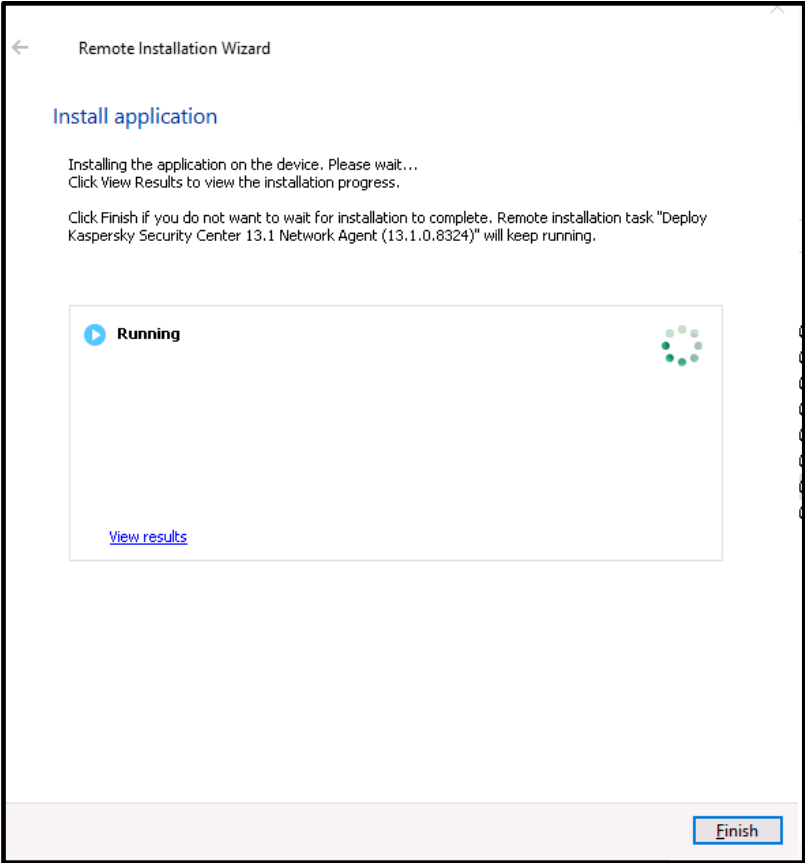 Remote Installation Wizard
Install application
Installing the application on the device. Please wait...
Click View Results to view the installation progress.
Click Finish if you do not want to wait for installation to complete. Remote installation task "Deploy
Kaspersky Security Center 13.1 Network Agent (13.1.0.8324)" will keep running.
Running
View results
Finish